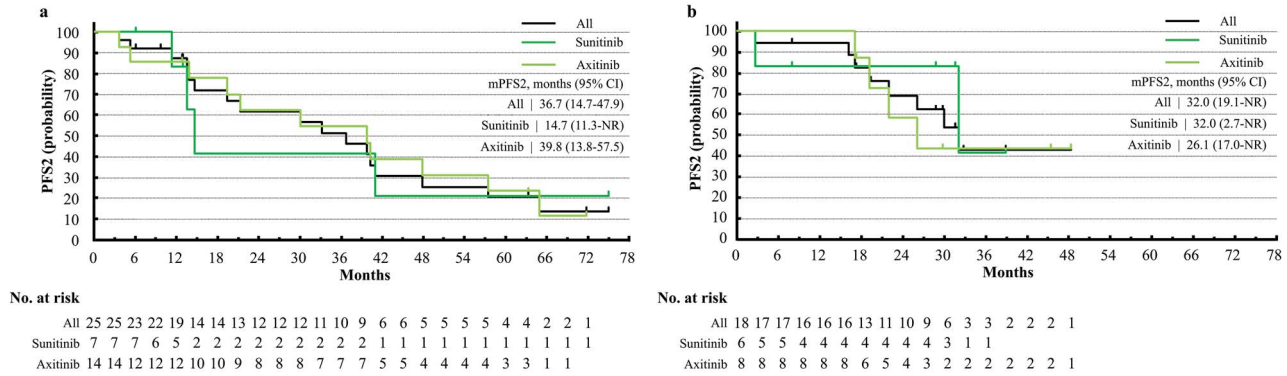 a
All
Sunitinib
Axitinib
mPFS2, months (95% CI)
All | 36.7 (14.7-47.9)
Sunitinib | 14.7 (11.3-NR)
Axitinib | 39.8 (13.8-57.5)
PFS2 (probability)
100
90
80
70
60
50
40
30
20
10
0
0 6 12 18 24 30 36 42 48 54 60 66 72 78
Months
No. at risk
All 25 25 23 22 19 14 14 13 12 12 12 11 10 9 6 6 5 5 5 5 4 4 2 2 1
Sunitinib 7 7 7 6 5 2 2 2 2 2 2 2 2 2 1 1 1 1 1 1 1 1 1 1 1
Axitinib 14 14 12 12 12 10 10 9 8 8 8 7 7 7 5 5 4 4 4 4 3 3 1 1
b
All
Sunitinib
Axitinib
mPFS2, months (95% CI)
All | 32.0 (19.1-NR)
Sunitinib | 32.0 (2.7-NR)
Axitinib | 26.1 (17.0-NR)
PFS2 (probability)
100
90
80
70
60
50
40
30
20
10
0
0 6 12 18 24 30 36 42 48 54 60 66 72 78
Months
No. at risk
All 18 17 17 16 16 16 13 11 10 9 6 3 3 2 2 2 1
Sunitinib 6 5 5 4 4 4 4 4 4 4 3 1 1
Axitinib 8 8 8 8 8 8 6 5 4 3 2 2 2 2 2 2 1